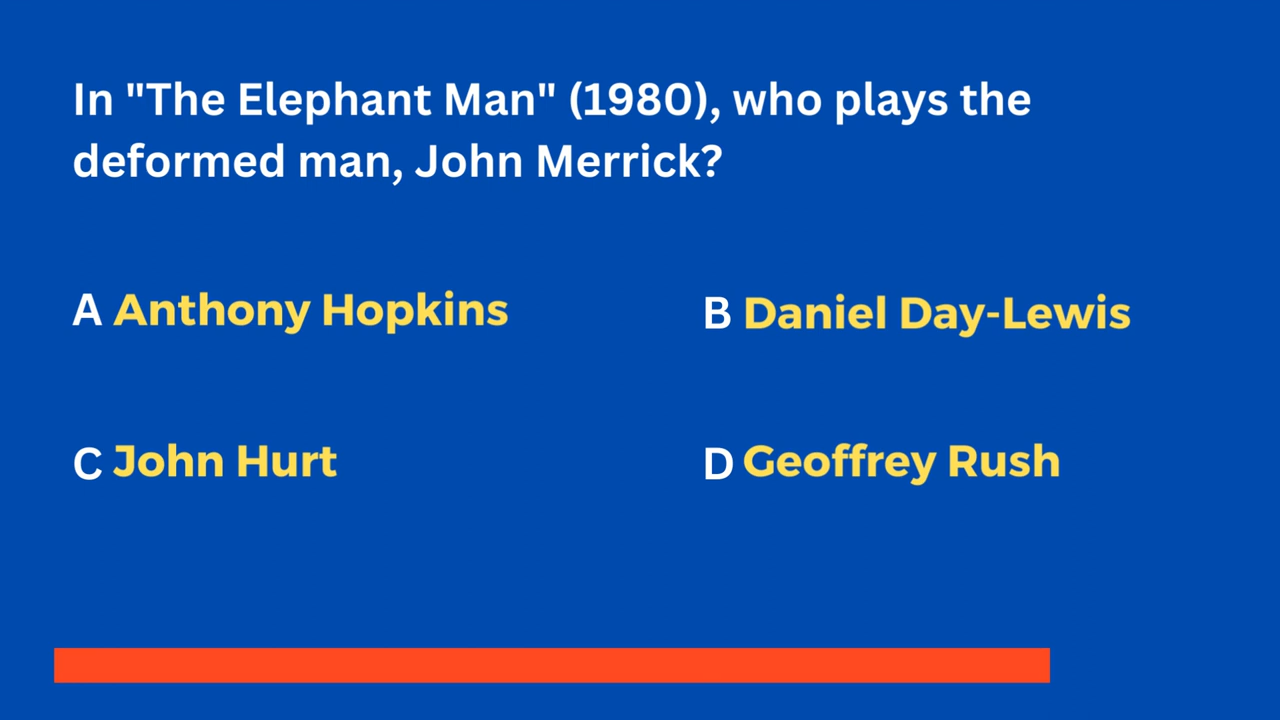 In "The Elephant Man" (1980), who plays the
deformed man, John Merrick?
A Anthony Hopkins
B Daniel Day-Lewis
C John Hurt
D Geoffrey Rush